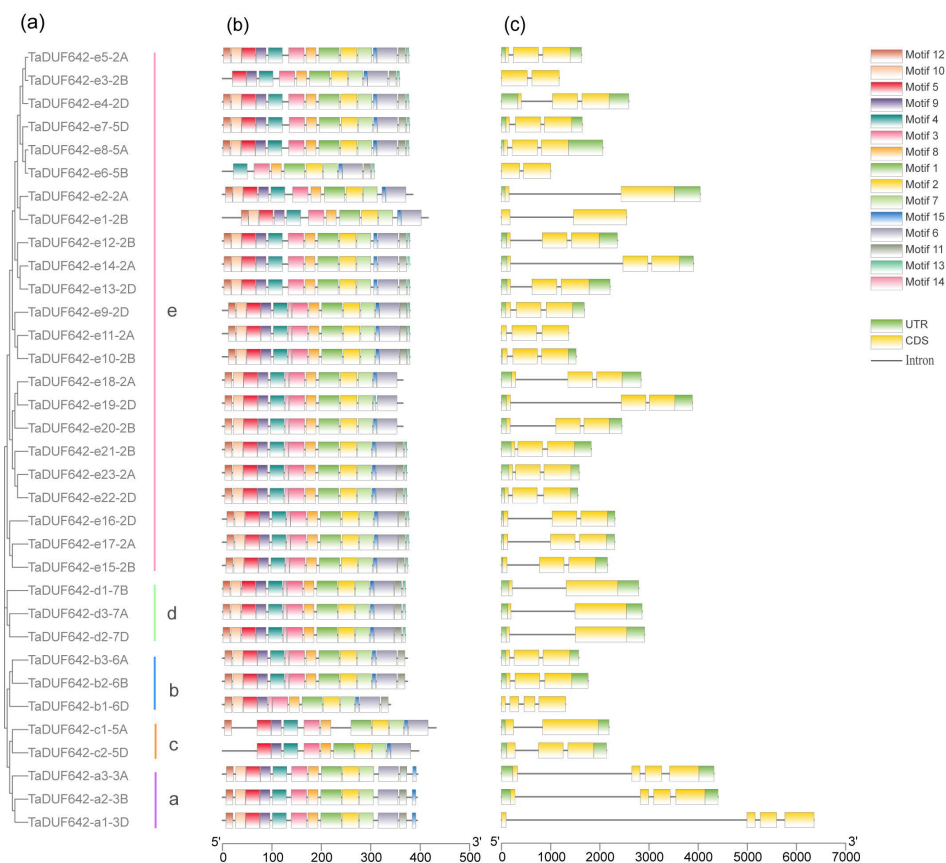 (a)
(b)
(c)
TaDUF642-e5-2A
TaDUF642-e3-2B
TaDUF642-e4-2D
TaDUF642-e7-5D
TaDUF642-e8-5A
TaDUF642-e6-5B
TaDUF642-e2-2A
TaDUF642-e1-2B
TaDUF642-e12-2B
TaDUF642-e14-2A
TaDUF642-e13-2D
TaDUF642-e9-2D
TaDUF642-e11-2A
TaDUF642-e10-2B
TaDUF642-e18-2A
TaDUF642-e19-2D
TaDUF642-e20-2B
TaDUF642-e21-2B
TaDUF642-e23-2A
TaDUF642-e22-2D
TaDUF642-e16-2D
TaDUF642-e17-2A
TaDUF642-e15-2B
TaDUF642-d1-7B
TaDUF642-d3-7A
TaDUF642-d2-7D
TaDUF642-b3-6A
TaDUF642-b2-6B
TaDUF642-b1-6D
TaDUF642-c1-5A
TaDUF642-c2-5D
TaDUF642-a3-3A
TaDUF642-a2-3B
TaDUF642-a1-3D
e
d
b
c
a
5' 3'
0 100 200 300 400 500
5' 3'
0 1000 2000 3000 4000 5000 6000 7000
Motif 12
Motif 10
Motif 5
Motif 9
Motif 4
Motif 3
Motif 8
Motif 1
Motif 2
Motif 7
Motif 15
Motif 6
Motif 11
Motif 13
Motif 14
UTR
CDS
Intron